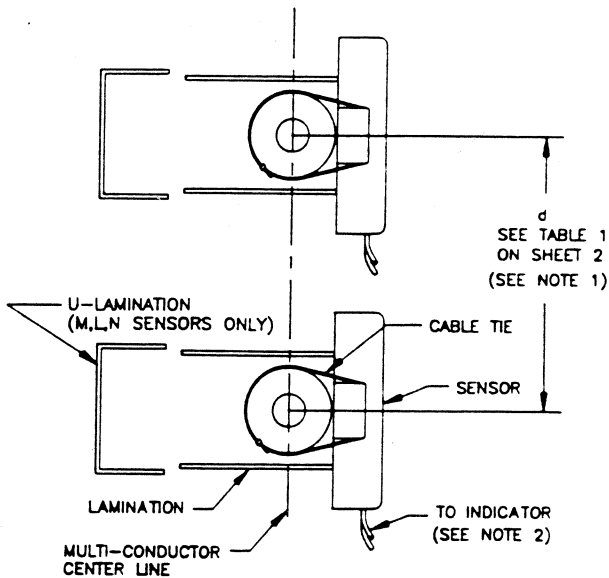 d
SEE TABLE 1
ON SHEET 2
(SEE NOTE 1)
U-LAMINATION
(M,L,N SENSORS ONLY)
CABLE TIE
SENSOR
LAMINATION
TO INDICATOR
(SEE NOTE 2)
MULTI-CONDUCTOR
CENTER LINE